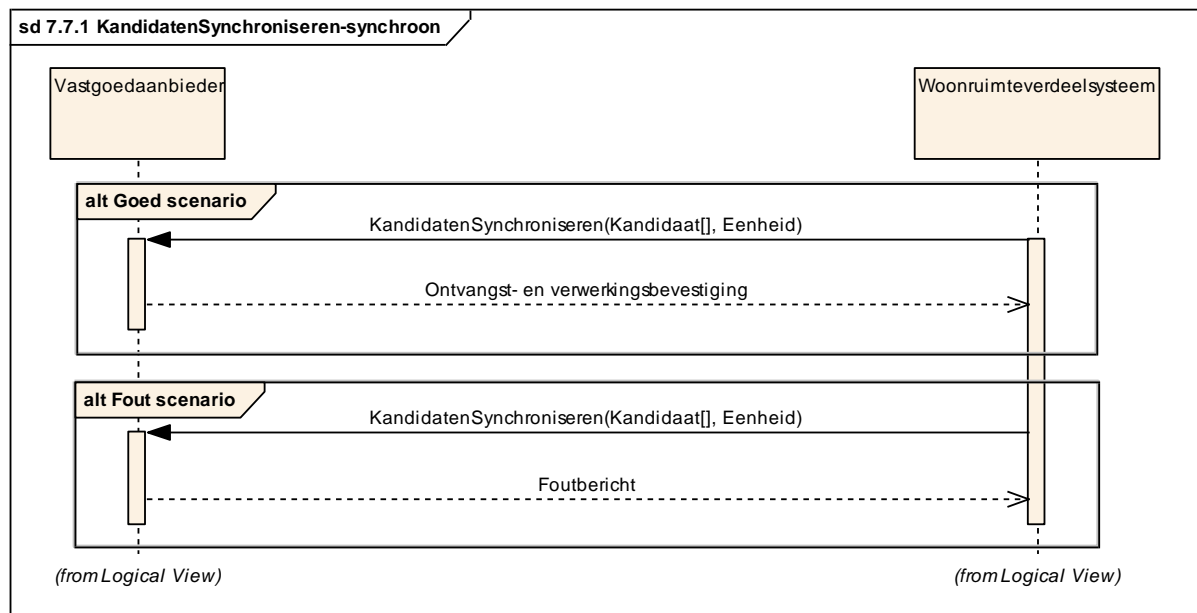 sd 7.7.1 KandidatenSynchroniseren-synchroon
Vastgoedaanbieder
Woonruimteverdeelsysteem
alt Goed scenario
KandidatenSynchroniseren(Kandidaat[], Eenheid)
Ontvangst- en verwerkingsbevestiging
alt Fout scenario
KandidatenSynchroniseren(Kandidaat[], Eenheid)
Foutbericht
(from Logical View)
(from Logical View)